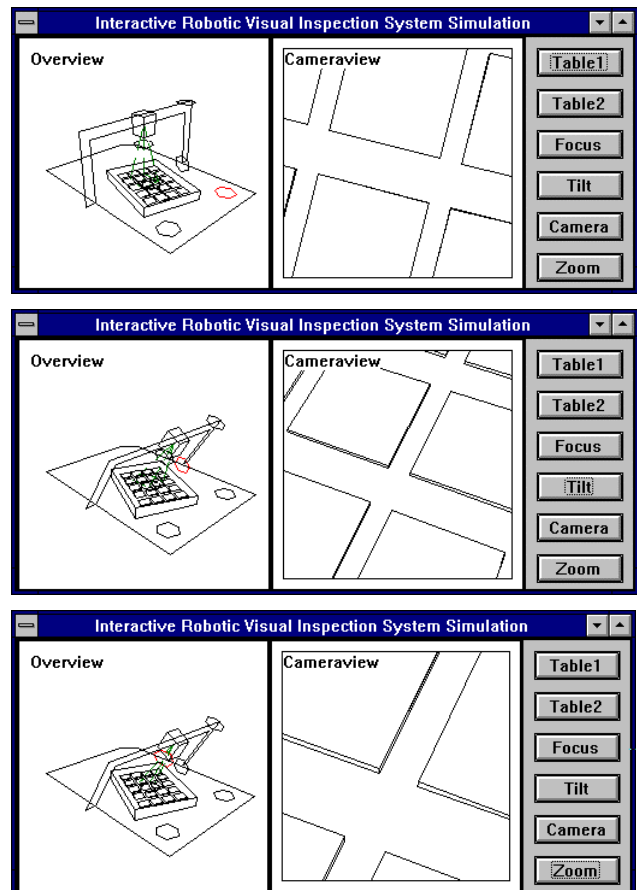 Interactive Robotic Visual Inspection System Simulation
Overview
Cameraview
Table1
Table2
Focus
Tilt
Camera
Zoom
Interactive Robotic Visual Inspection System Simulation
Overview
Cameraview
Table1
Table2
Focus
Tilt
Camera
Zoom
Interactive Robotic Visual Inspection System Simulation
Overview
Cameraview
Table1
Table2
Focus
Tilt
Camera
Zoom